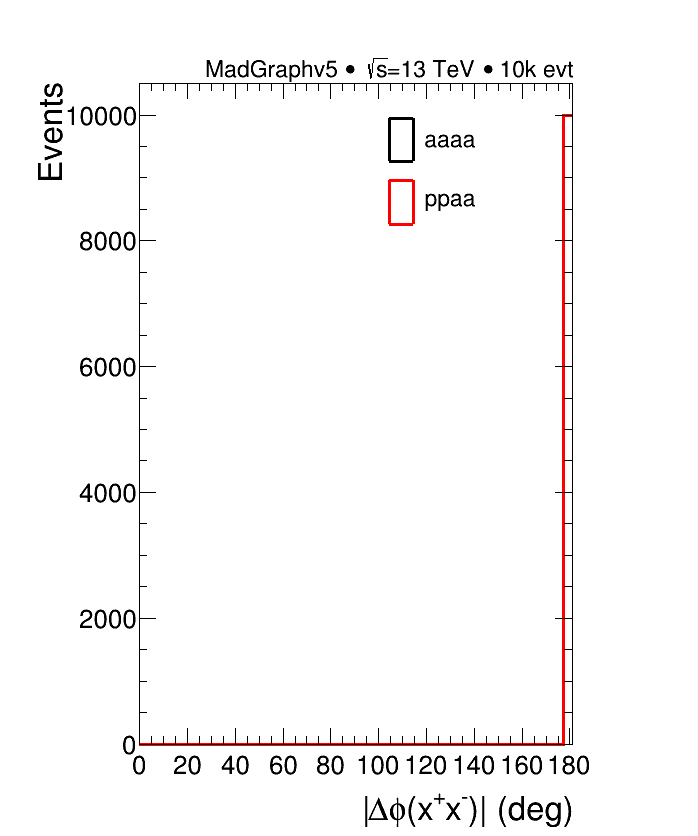 MadGraphv5 • √s=13 TeV • 10k evt
Events
10000
8000
6000
4000
2000
0
aaaa
ppaa
0 20 40 60 80 100 120 140 160 180
|Δϕ(x⁺x⁻)| (deg)